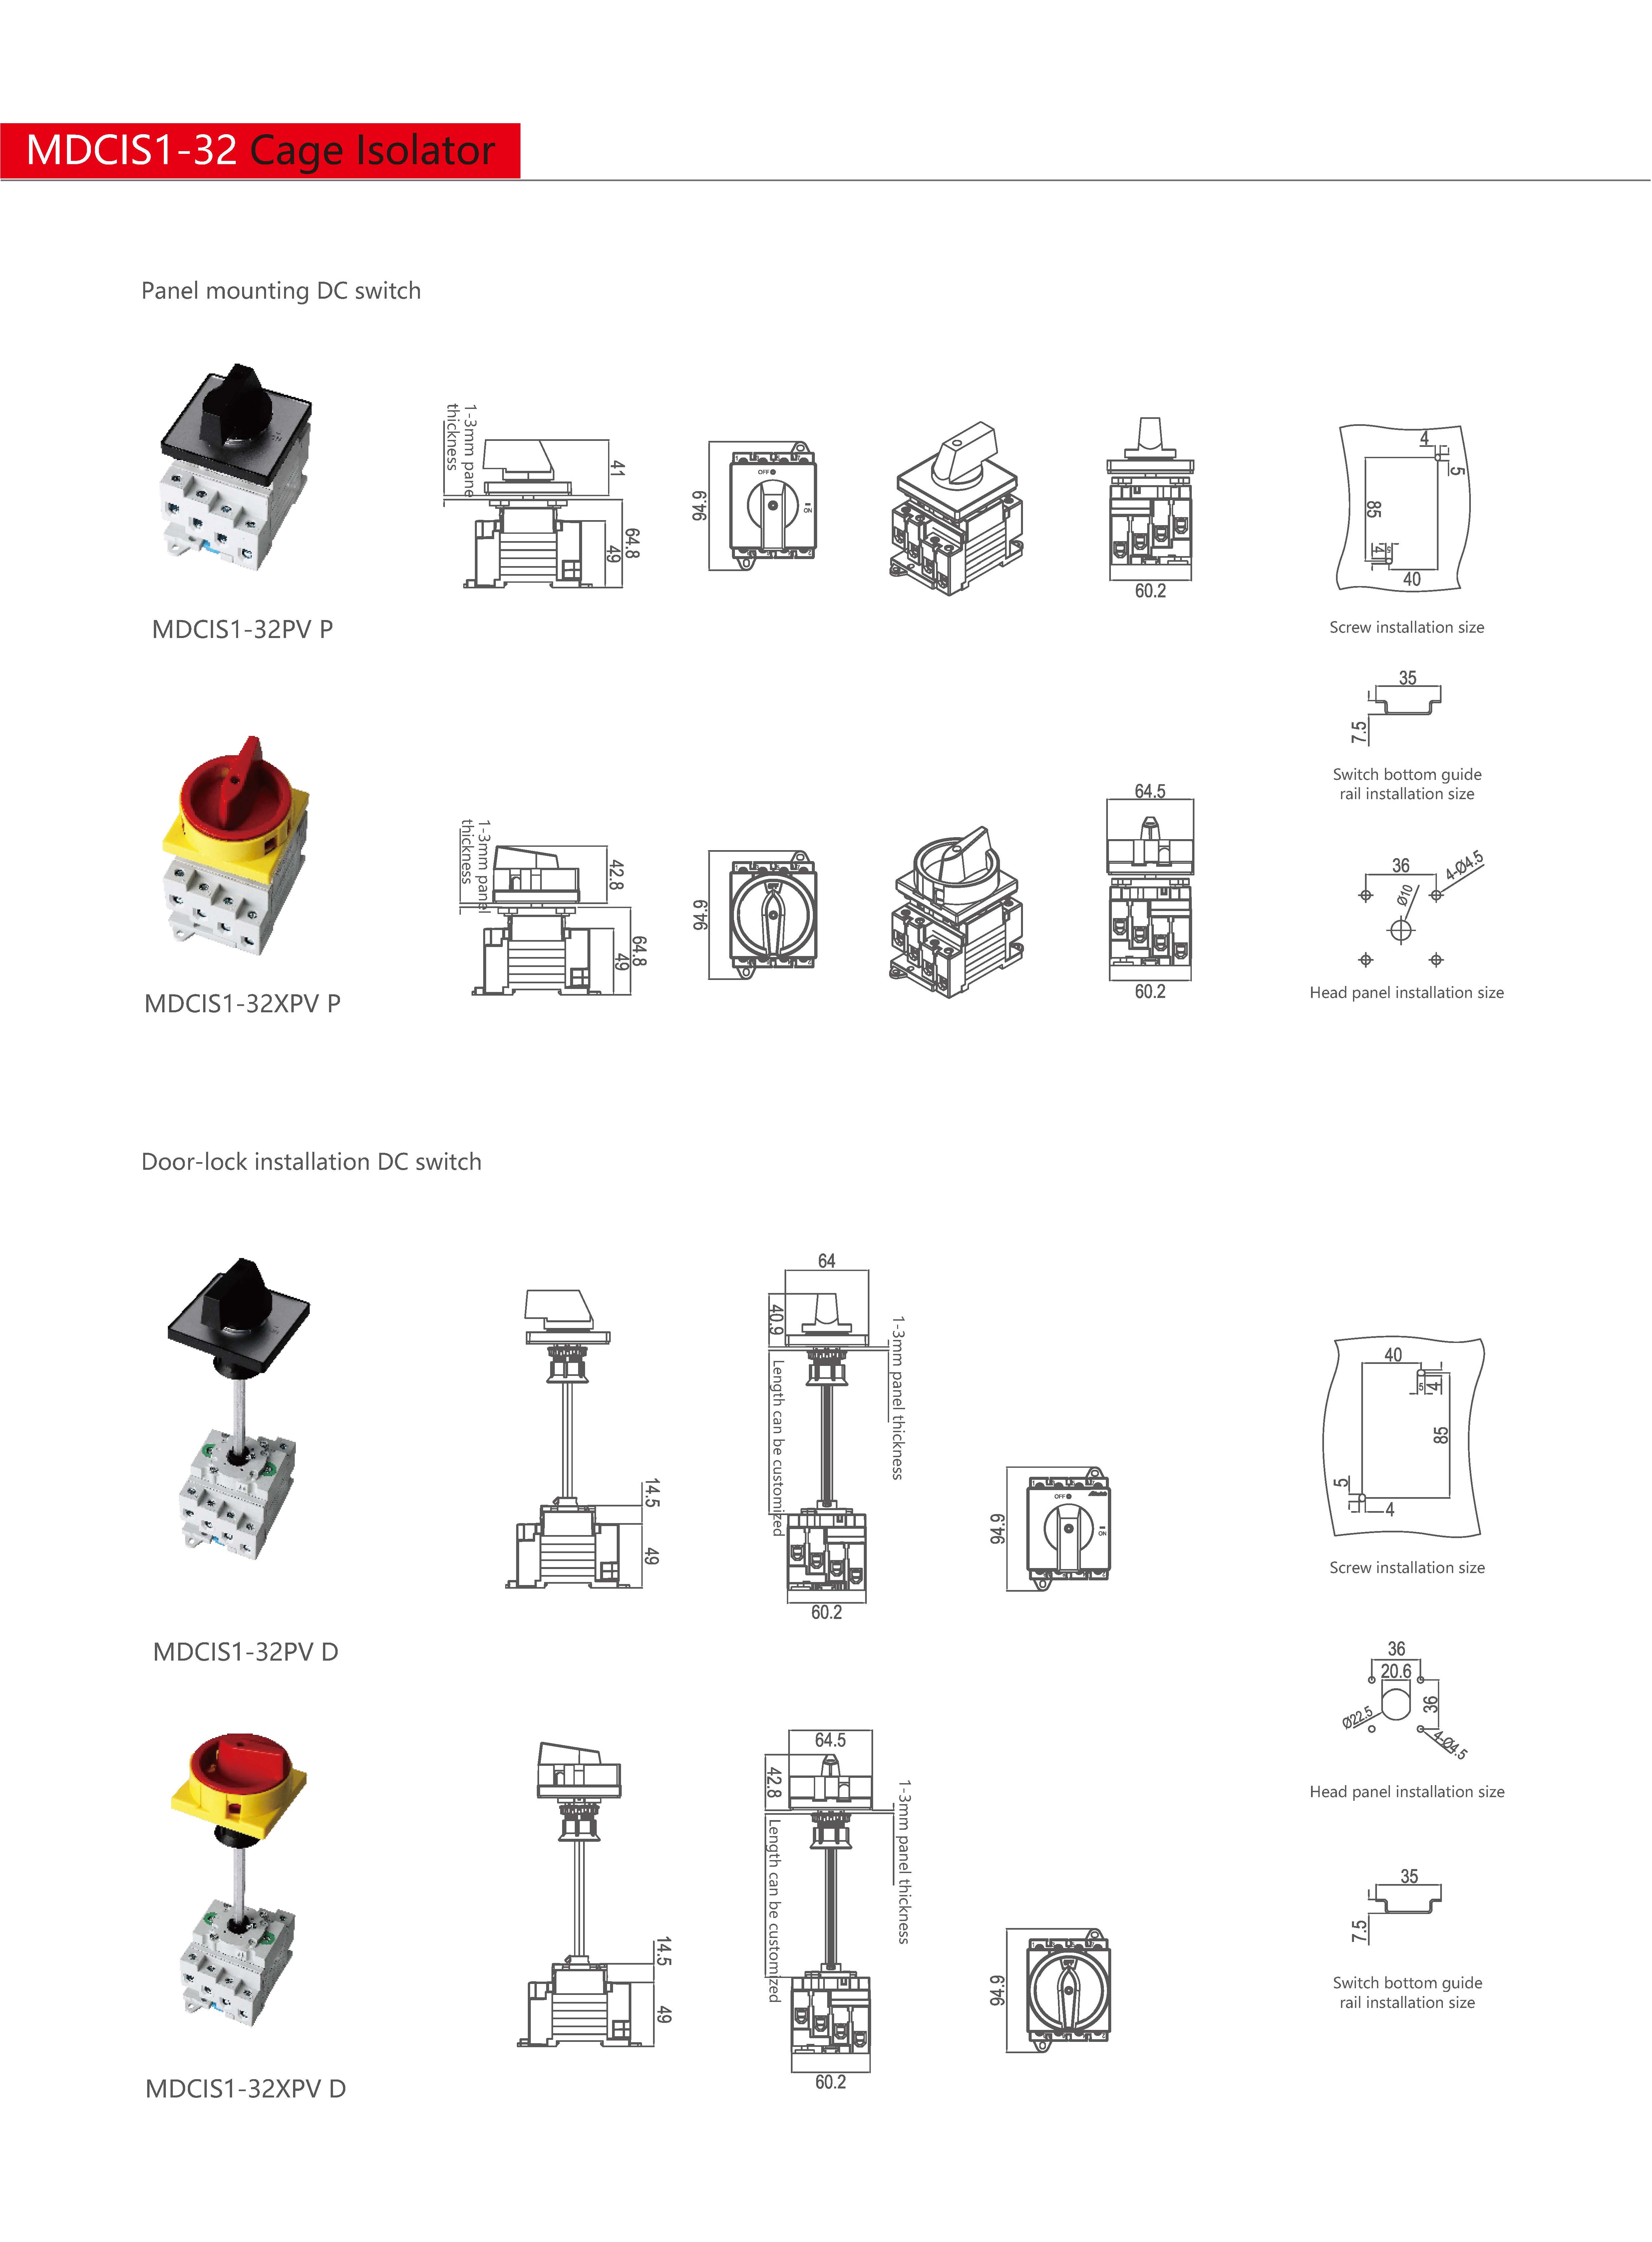 MDCIS1-32 Cage Isolator
Panel mounting DC switch
1-3mm pane
thickness
41
64.8
49
94.9
OFF
ON
60.2
4
5
85
4
5
40
MDCIS1-32PV P
Screw installation size
35
7.5
Switch bottom guide
rail installation size
1-3mm panel
thickness
42.8
64.8
49
94.9
64.5
60.2
36
4-Ø4.5
Ø10
MDCIS1-32XPV P
Head panel installation size
Door-lock installation DC switch
14.5
49
64
40.9
1-3mm panel thickness
Length can be customized
60.2
94.9
OFF
ON
40
5
4
85
5
4
Screw installation size
MDCIS1-32PV D
36
20.6
36
Ø22.5
4-Ø4.5
Head panel installation size
14.5
49
64.5
42.8
1-3mm panel thickness
Length can be customized
60.2
94.9
35
7.5
Switch bottom guide
rail installation size
MDCIS1-32XPV D